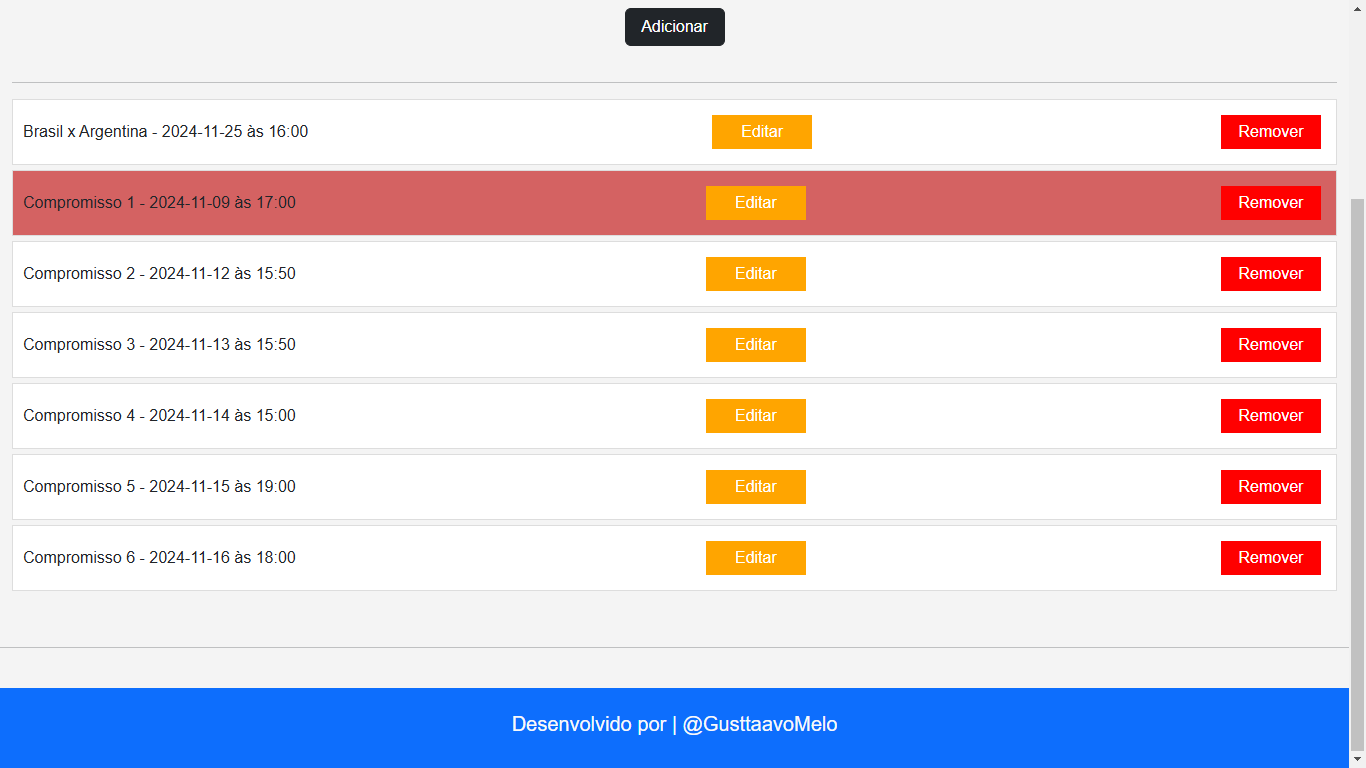 Adicionar
Brasil x Argentina - 2024-11-25 às 16:00 Editar Remover
Compromisso 1 - 2024-11-09 às 17:00 Editar Remover
Compromisso 2 - 2024-11-12 às 15:50 Editar Remover
Compromisso 3 - 2024-11-13 às 15:50 Editar Remover
Compromisso 4 - 2024-11-14 às 15:00 Editar Remover
Compromisso 5 - 2024-11-15 às 19:00 Editar Remover
Compromisso 6 - 2024-11-16 às 18:00 Editar Remover
Desenvolvido por | @GusttaavoMelo